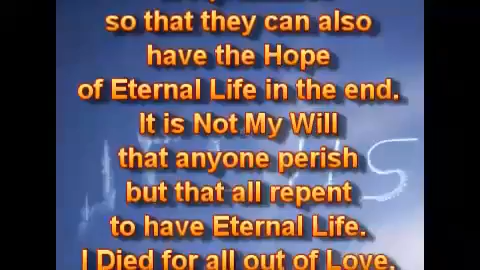 so that they can also
have the Hope
of Eternal Life in the end.
It is Not My Will
that anyone perish
but that all repent
to have Eternal Life.
I Died for all out of Love,